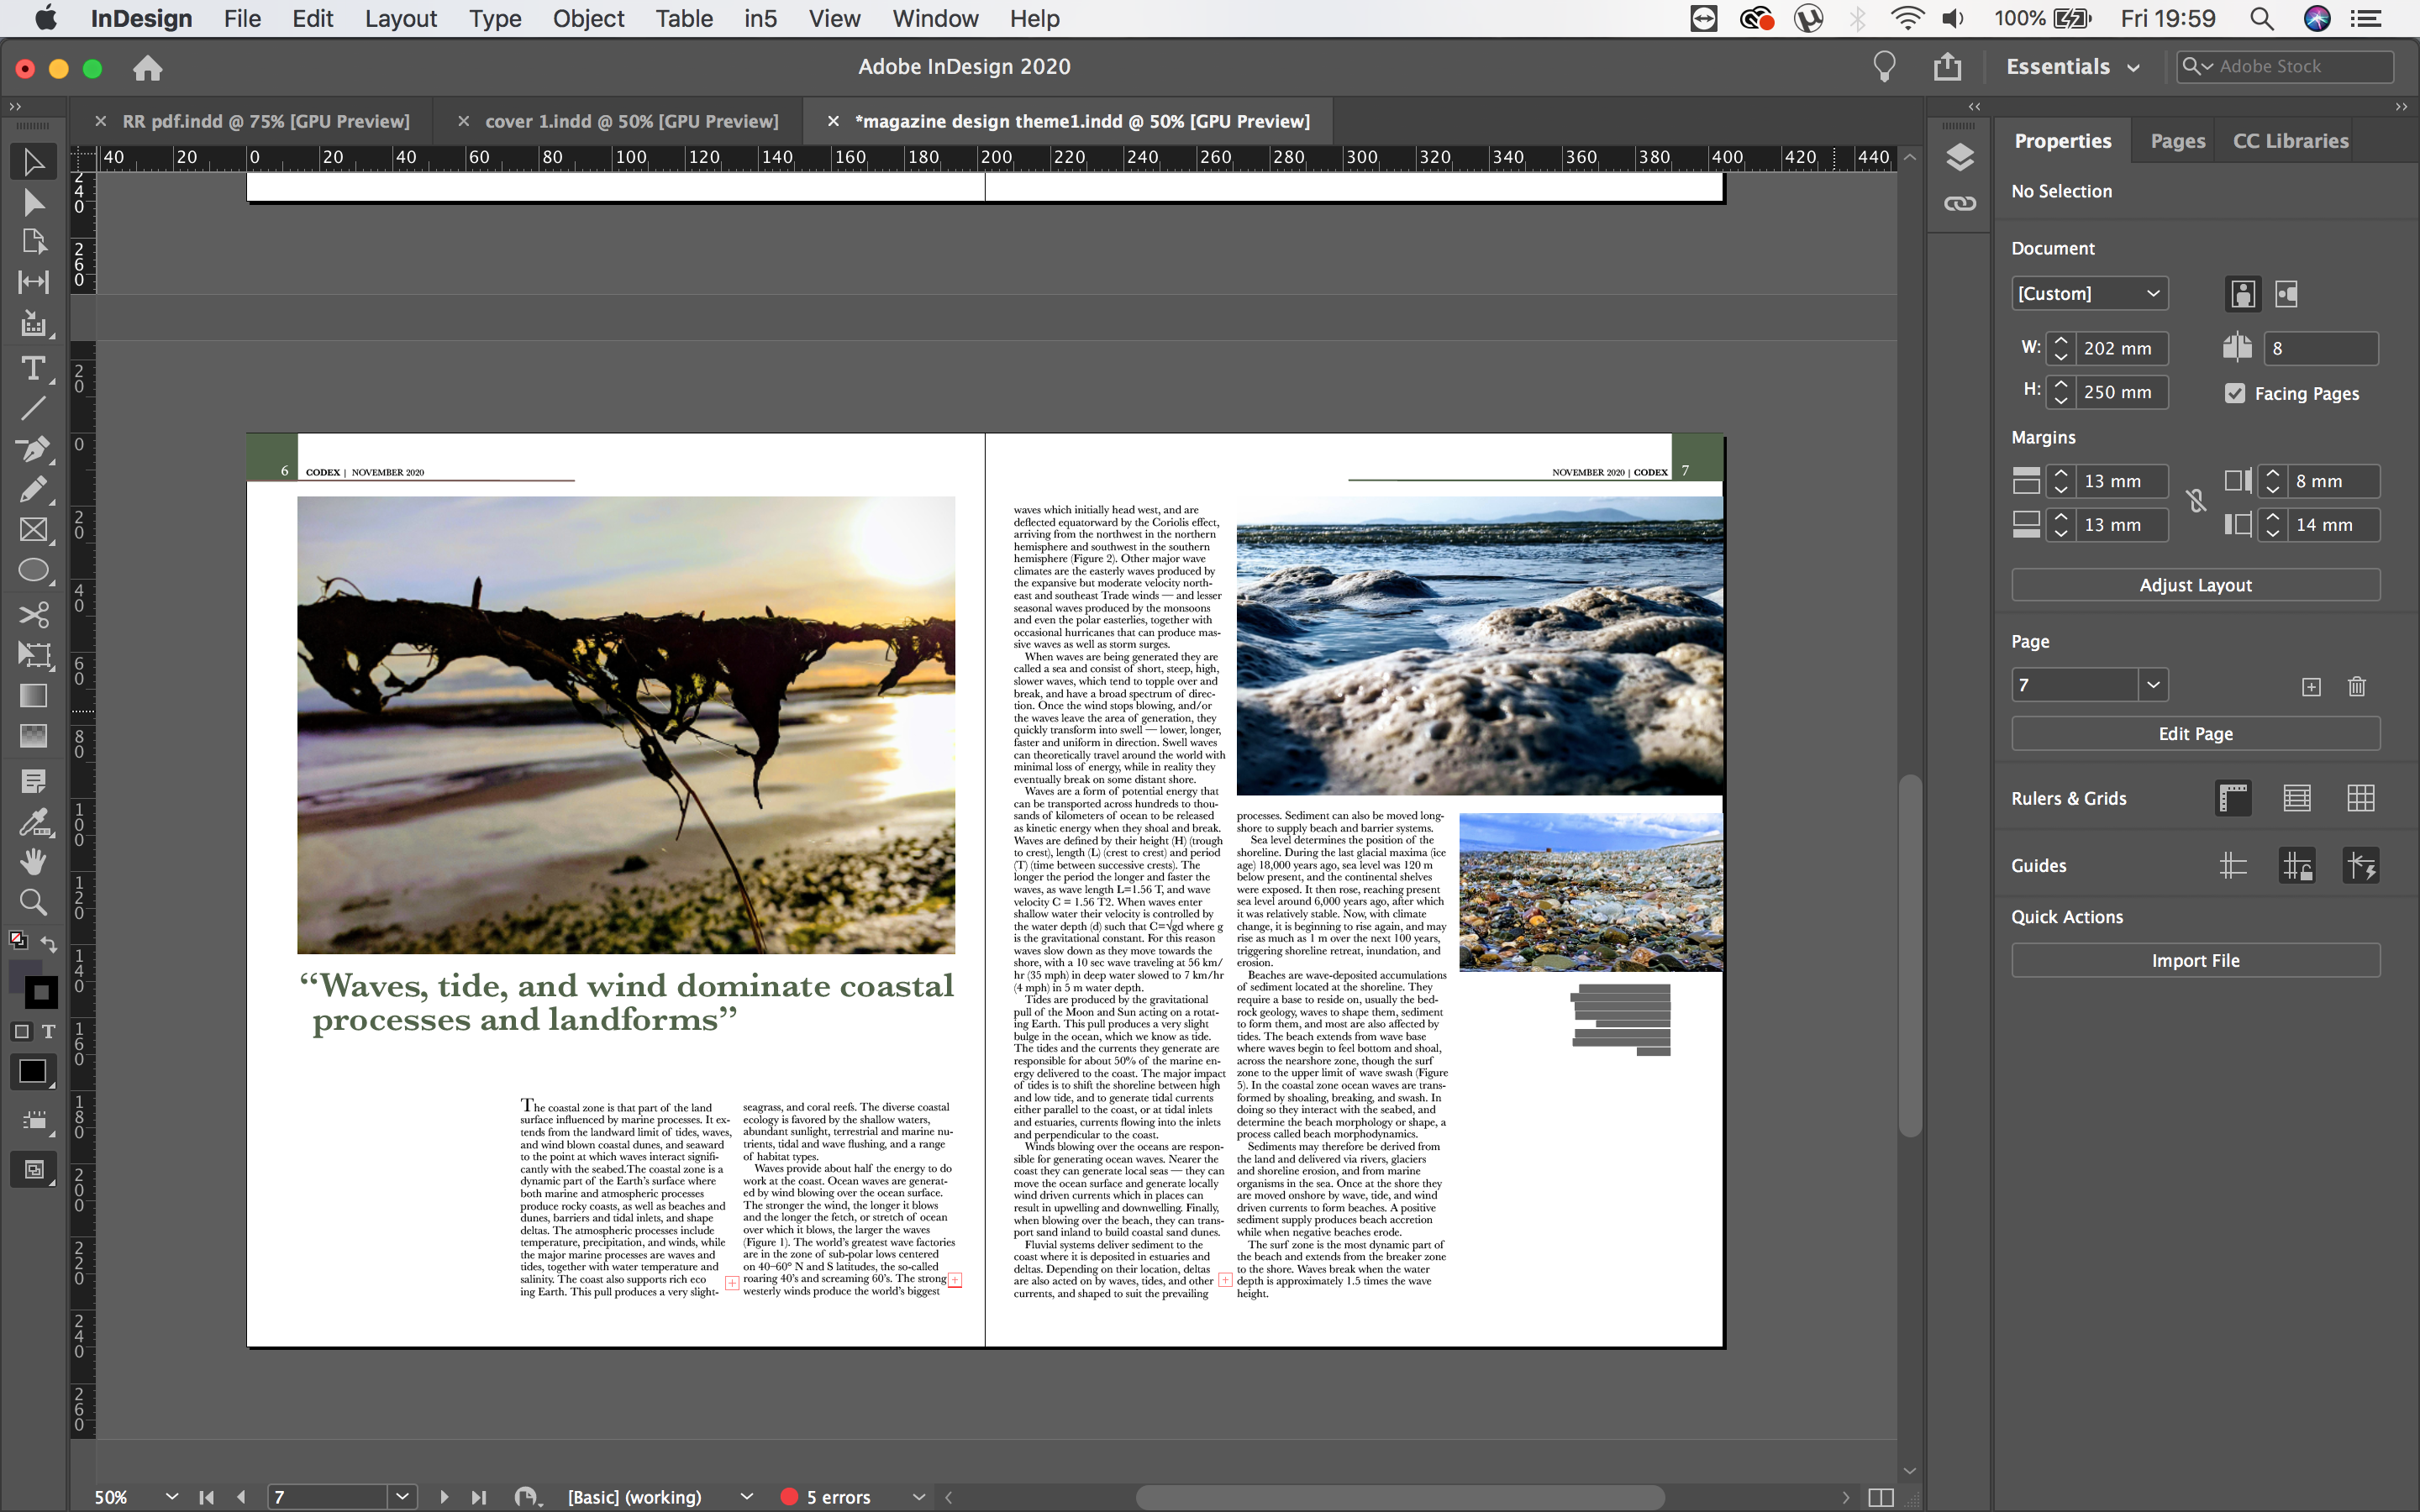 InDesign File Edit Layout Type Object Table in5 View Window Help 100% Fri 19:59
Adobe InDesign 2020 Essentials Adobe Stock
RR pdf.indd @ 75% [GPU Preview] cover 1.indd @ 50% [GPU Preview] *magazine design theme1.indd @ 50% [GPU Preview]
40 20 0 20 40 60 80 100 120 140 160 180 200 220 240 260 280 300 320 340 360 380 400 420 440
240
260
20
0
20
40
60
80
100
120
140
160
180
200
220
240
260
6 CODEX | NOVEMBER 2020
“Waves, tide, and wind dominate coastal
processes and landforms”
The coastal zone is that part of the land
surface influenced by marine processes. It ex-
tends from the landward limit of tides, waves,
and wind blown coastal dunes, and seaward
to the point at which waves interact signifi-
cantly with the seabed.The coastal zone is a
dynamic part of the Earth’s surface where
both marine and atmospheric processes
produce rocky coasts, as well as beaches and
dunes, barriers and tidal inlets, and shape
deltas. The atmospheric processes include
temperature, precipitation, and winds, while
the major marine processes are waves and
tides, together with water temperature and
salinity. The coast also supports rich eco
ing Earth. This pull produces a very slight-
seagrass, and coral reefs. The diverse coastal
ecology is favored by the shallow waters,
abundant sunlight, terrestrial and marine nu-
trients, tidal and wave flushing, and a range
of habitat types.
Waves provide about half the energy to do
work at the coast. Ocean waves are generat-
ed by wind blowing over the ocean surface.
The stronger the wind, the longer it blows
and the longer the fetch, or stretch of ocean
over which it blows, the larger the waves
(Figure 1). The world’s greatest wave factories
are in the zone of sub-polar lows centered
on 40–60° N and S latitudes, the so-called
roaring 40’s and screaming 60’s. The strong
westerly winds produce the world’s biggest
NOVEMBER 2020 | CODEX 7
waves which initially head west, and are
deflected equatorward by the Coriolis effect,
arriving from the northwest in the northern
hemisphere and southwest in the southern
hemisphere (Figure 2). Other major wave
climates are the easterly waves produced by
the expansive but moderate velocity north-
east and southeast Trade winds — and lesser
seasonal waves produced by the monsoons
and even the polar easterlies, together with
occasional hurricanes that can produce mas-
sive waves as well as storm surges.
When waves are being generated they are
called a sea and consist of short, steep, high,
slower waves, which tend to topple over and
break, and have a broad spectrum of direc-
tion. Once the wind stops blowing, and/or
the waves leave the area of generation, they
quickly transform into swell — lower, longer,
faster and uniform in direction. Swell waves
can theoretically travel around the world with
minimal loss of energy, while in reality they
eventually break on some distant shore.
Waves are a form of potential energy that
can be transported across hundreds to thou-
sands of kilometers of ocean to be released
as kinetic energy when they shoal and break.
Waves are defined by their height (H) (trough
to crest), length (L) (crest to crest) and period
(T) (time between successive crests). The
longer the period the longer and faster the
waves, as wave length L=1.56 T, and wave
velocity C = 1.56 T2. When waves enter
shallow water their velocity is controlled by
the water depth (d) such that C=√gd where g
is the gravitational constant. For this reason
waves slow down as they move towards the
shore, with a 10 sec wave traveling at 56 km/
hr (35 mph) in deep water slowed to 7 km/hr
(4 mph) in 5 m water depth.
Tides are produced by the gravitational
pull of the Moon and Sun acting on a rotat-
ing Earth. This pull produces a very slight
bulge in the ocean, which we know as tide.
The tides and the currents they generate are
responsible for about 50% of the marine en-
ergy delivered to the coast. The major impact
of tides is to shift the shoreline between high
and low tide, and to generate tidal currents
either parallel to the coast, or at tidal inlets
and estuaries, currents flowing into the inlets
and perpendicular to the coast.
Winds blowing over the oceans are respon-
sible for generating ocean waves. Nearer the
coast they can generate local seas — they can
move the ocean surface and generate locally
wind driven currents which in places can
result in upwelling and downwelling. Finally,
when blowing over the beach, they can trans-
port sand inland to build coastal sand dunes.
Fluvial systems deliver sediment to the
coast where it is deposited in estuaries and
deltas. Depending on their location, deltas
are also acted on by waves, tides, and other
currents, and shaped to suit the prevailing
processes. Sediment can also be moved long-
shore to supply beach and barrier systems.
Sea level determines the position of the
shoreline. During the last glacial maxima (ice
age) 18,000 years ago, sea level was 120 m
below present, and the continental shelves
were exposed. It then rose, reaching present
sea level around 6,000 years ago, after which
it was relatively stable. Now, with climate
change, it is beginning to rise again, and may
rise as much as 1 m over the next 100 years,
triggering shoreline retreat, inundation, and
erosion.
Beaches are wave-deposited accumulations
of sediment located at the shoreline. They
require a base to reside on, usually the bed-
rock geology, waves to shape them, sediment
to form them, and most are also affected by
tides. The beach extends from wave base
where waves begin to feel bottom and shoal,
across the nearshore zone, though the surf
zone to the upper limit of wave swash (Figure
5). In the coastal zone ocean waves are trans-
formed by shoaling, breaking, and swash. In
doing so they interact with the seabed, and
determine the beach morphology or shape, a
process called beach morphodynamics.
Sediments may therefore be derived from
the land and delivered via rivers, glaciers
and shoreline erosion, and from marine
organisms in the sea. Once at the shore they
are moved onshore by wave, tide, and wind
driven currents to form beaches. A positive
sediment supply produces beach accretion
while when negative beaches erode.
The surf zone is the most dynamic part of
the beach and extends from the breaker zone
to the shore. Waves break when the water
depth is approximately 1.5 times the wave
height.
Properties Pages CC Libraries
No Selection
Document
[Custom]
W: 202 mm 8
H: 250 mm Facing Pages
Margins
13 mm 8 mm
13 mm 14 mm
Adjust Layout
Page
7
Edit Page
Rulers & Grids
Guides
Quick Actions
Import File
50% 7 [Basic] (working) 5 errors